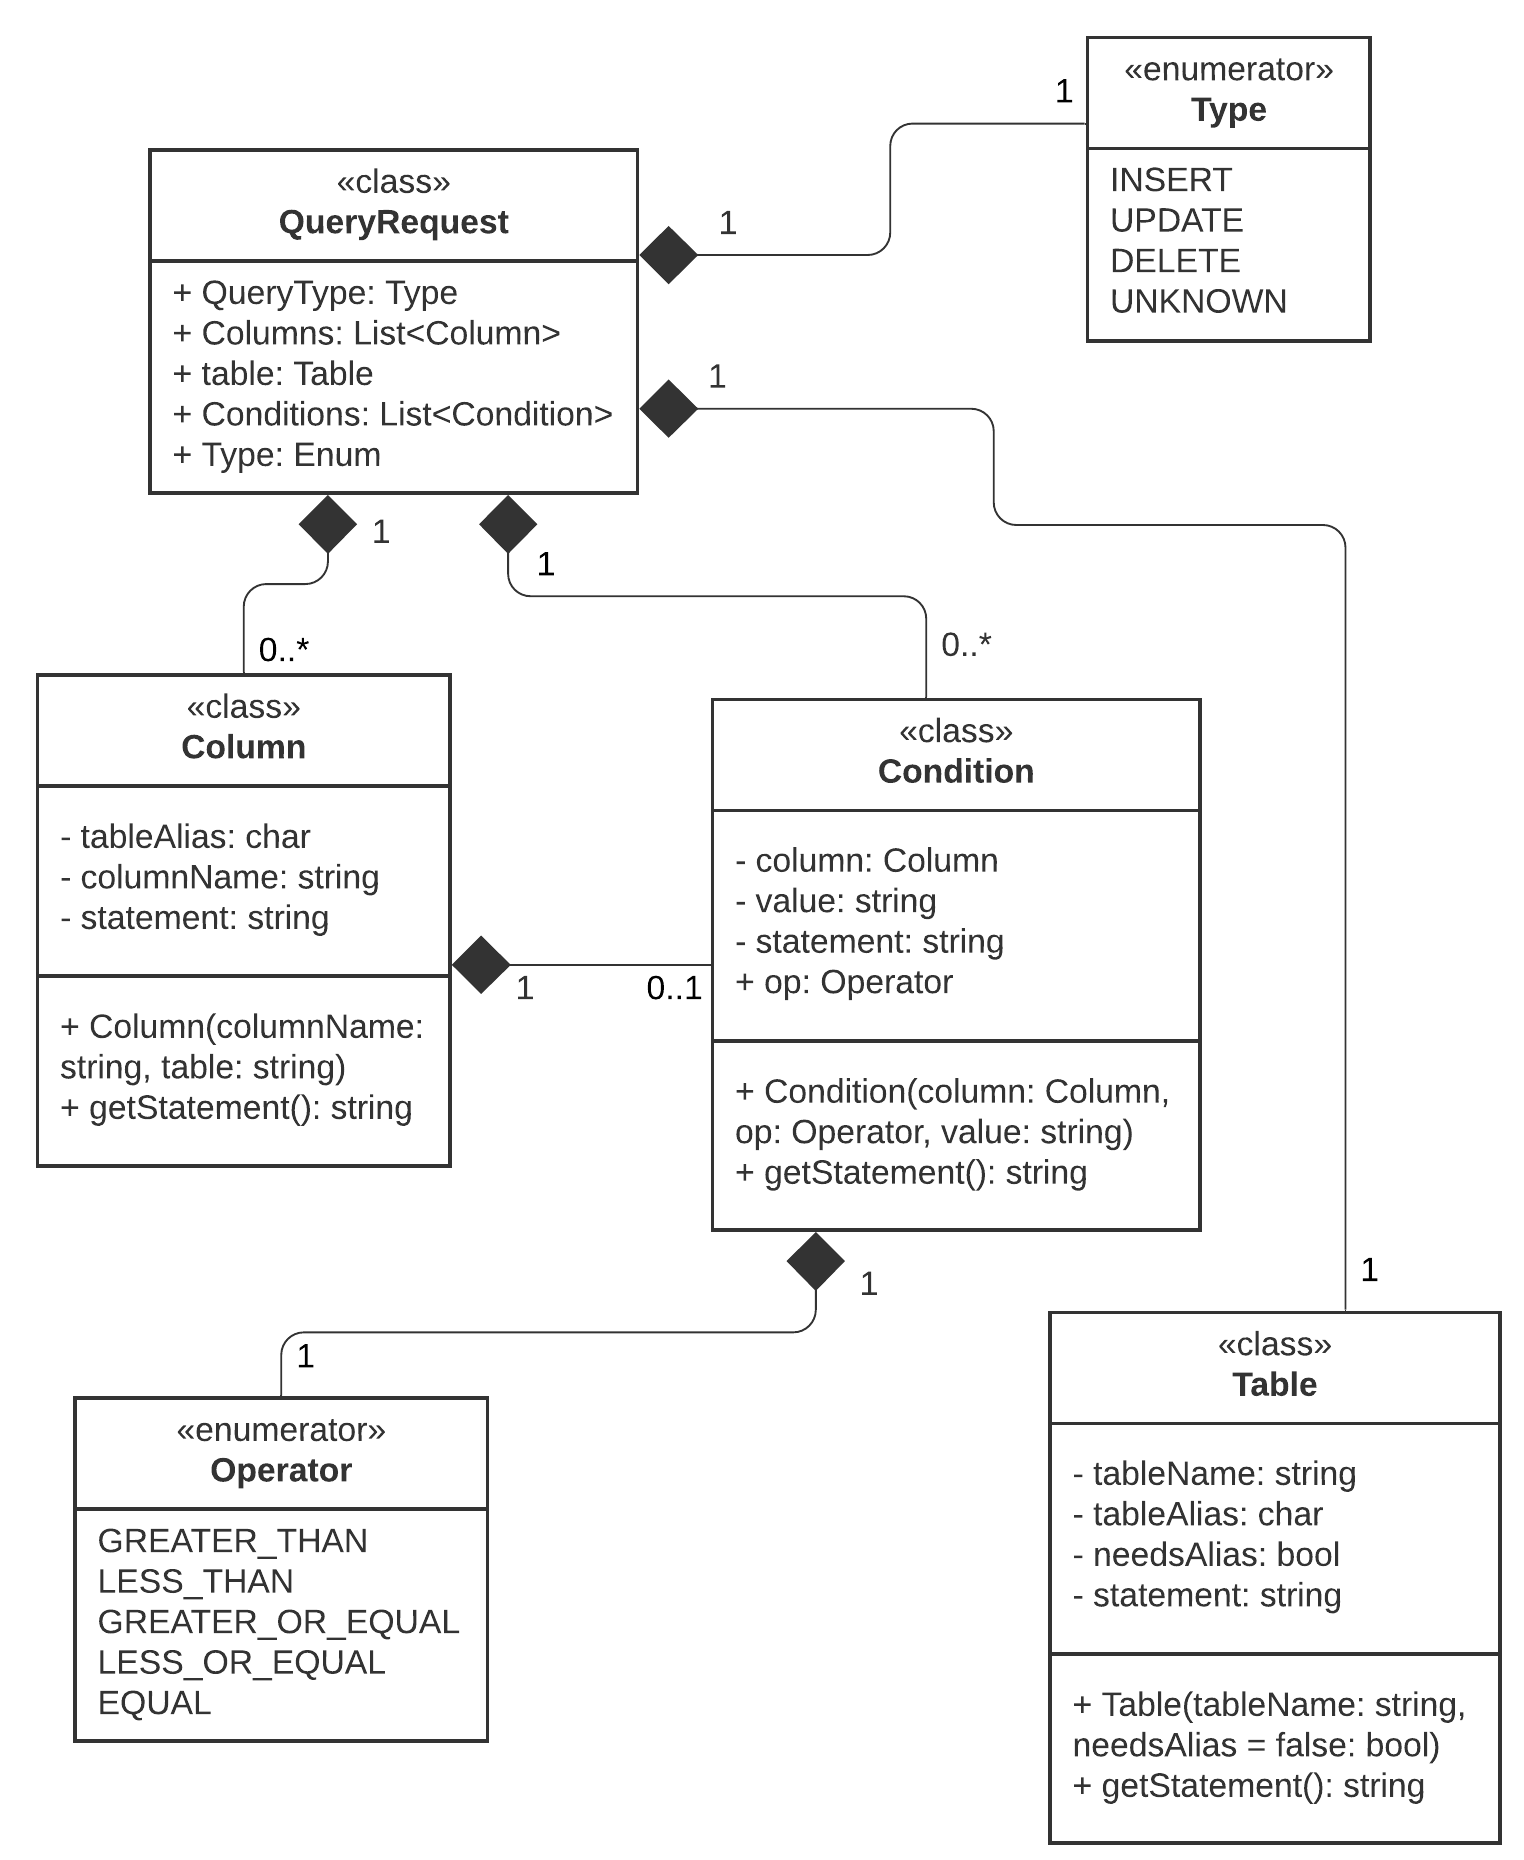 «enumerator»
Type
INSERT
UPDATE
DELETE
UNKNOWN
1
1
«class»
QueryRequest
+ QueryType: Type
+ Columns: List<Column>
+ table: Table
+ Conditions: List<Condition>
+ Type: Enum
1
1
1
0..*
0..*
«class»
Column
- tableAlias: char
- columnName: string
- statement: string
+ Column(columnName:
string, table: string)
+ getStatement(): string
1
0..1
«class»
Condition
- column: Column
- value: string
- statement: string
+ op: Operator
+ Condition(column: Column,
op: Operator, value: string)
+ getStatement(): string
1
1
1
«enumerator»
Operator
GREATER_THAN
LESS_THAN
GREATER_OR_EQUAL
LESS_OR_EQUAL
EQUAL
«class»
Table
- tableName: string
- tableAlias: char
- needsAlias: bool
- statement: string
+ Table(tableName: string,
needsAlias = false: bool)
+ getStatement(): string